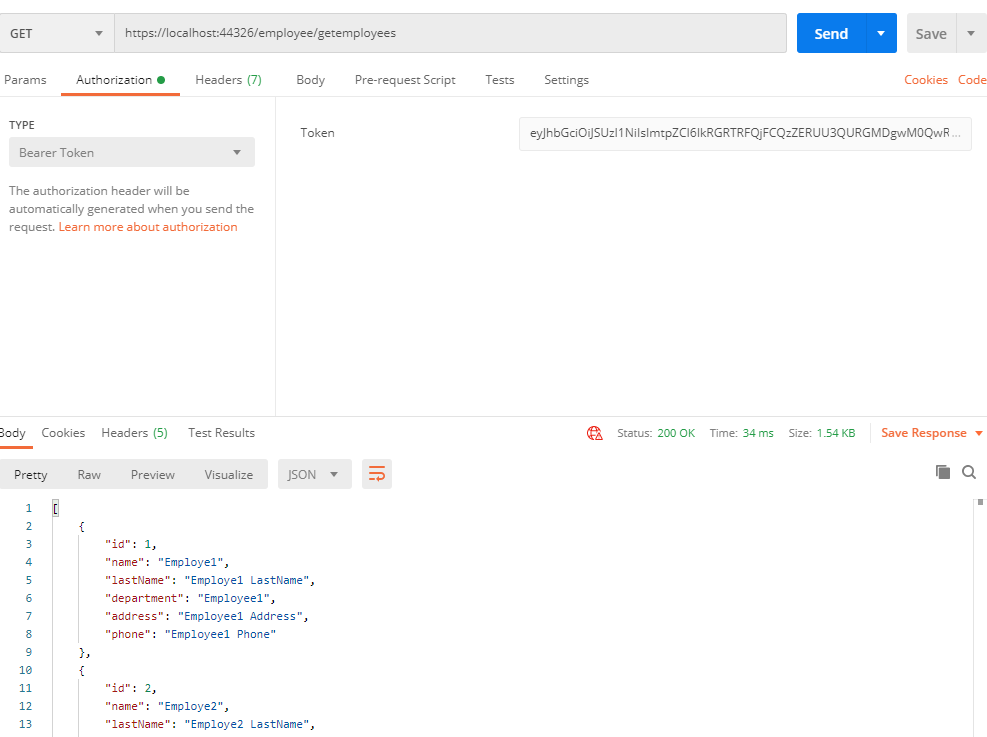 GET https://localhost:44326/employee/getemployees Send Save
Params Authorization Headers (7) Body Pre-request Script Tests Settings Cookies Code
TYPE
Bearer Token
The authorization header will be
automatically generated when you send the
request. Learn more about authorization
Token eyJhbGciOiJSUzI1NiIsImtpZCI6IkRGRTRFQjFCQzZERUU3QURGMDgwM0QwR...
Body Cookies Headers (5) Test Results Status: 200 OK Time: 34 ms Size: 1.54 KB Save Response
Pretty Raw Preview Visualize JSON
1 [
2 {
3 "id": 1,
4 "name": "Employe1",
5 "lastName": "Employe1 LastName",
6 "department": "Employee1",
7 "address": "Employee1 Address",
8 "phone": "Employee1 Phone"
9 },
10 {
11 "id": 2,
12 "name": "Employe2",
13 "lastName": "Employe2 LastName",